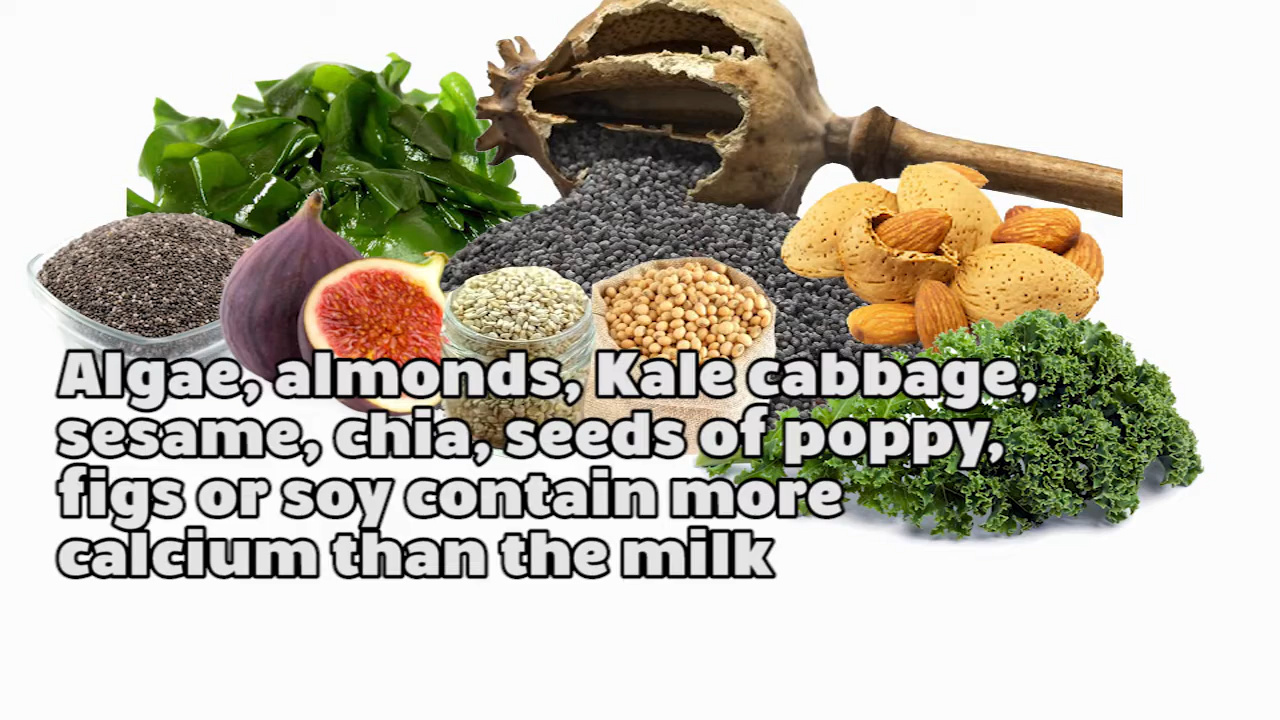 Algae, almonds, Kale cabbage,
sesame, chia, seeds of poppy,
figs or soy contain more
calcium than the milk